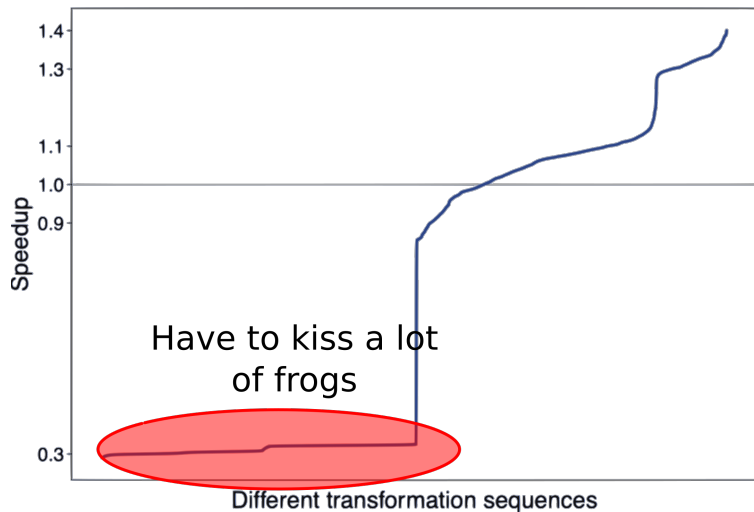 1.4
1.3
1.1
1.0
0.9
0.3
Speedup
Have to kiss a lot
of frogs
Different transformation sequences